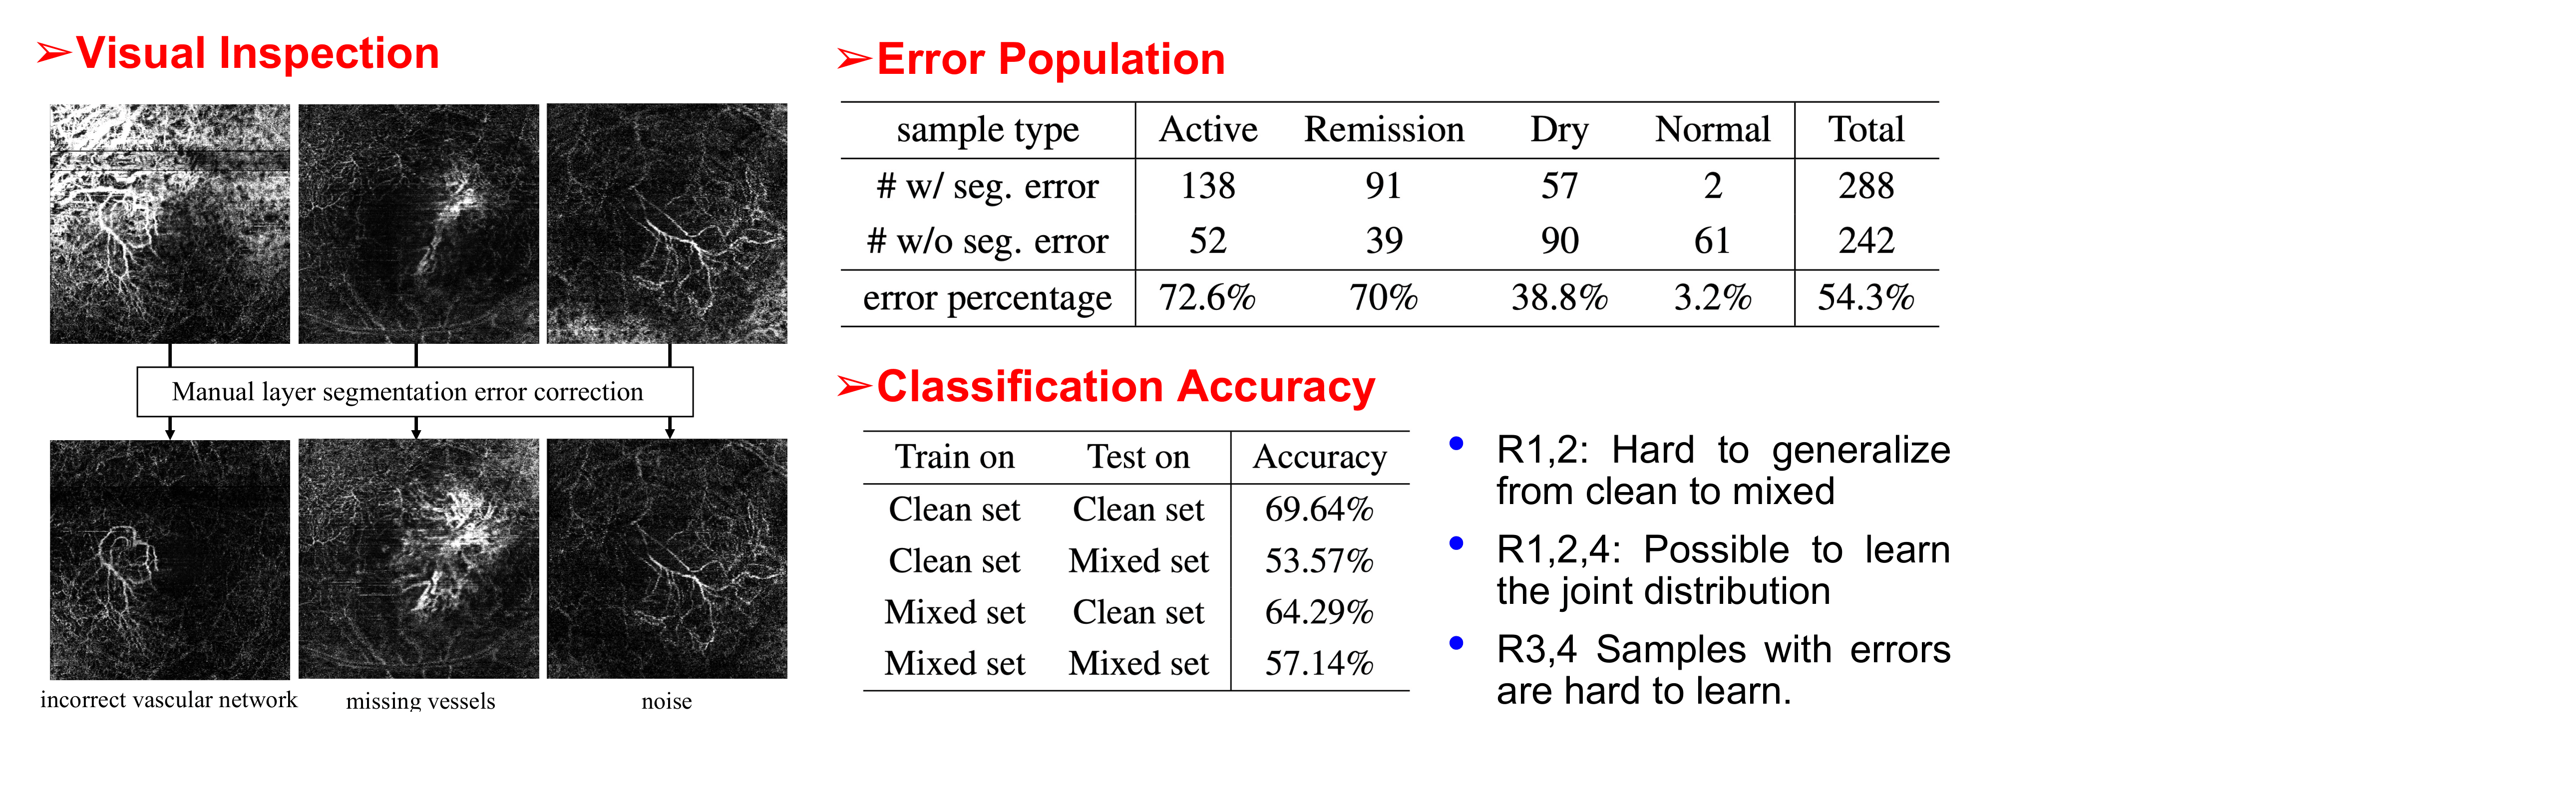 ➢Visual Inspection
Manual layer segmentation error correction
incorrect vascular network missing vessels noise
➢Error Population
sample type Active Remission Dry Normal Total
# w/ seg. error 138 91 57 2 288
# w/o seg. error 52 39 90 61 242
error percentage 72.6% 70% 38.8% 3.2% 54.3%
➢Classification Accuracy
Train on Test on Accuracy
Clean set Clean set 69.64%
Clean set Mixed set 53.57%
Mixed set Clean set 64.29%
Mixed set Mixed set 57.14%
• R1,2: Hard to generalize
from clean to mixed
• R1,2,4: Possible to learn
the joint distribution
• R3,4 Samples with errors
are hard to learn.